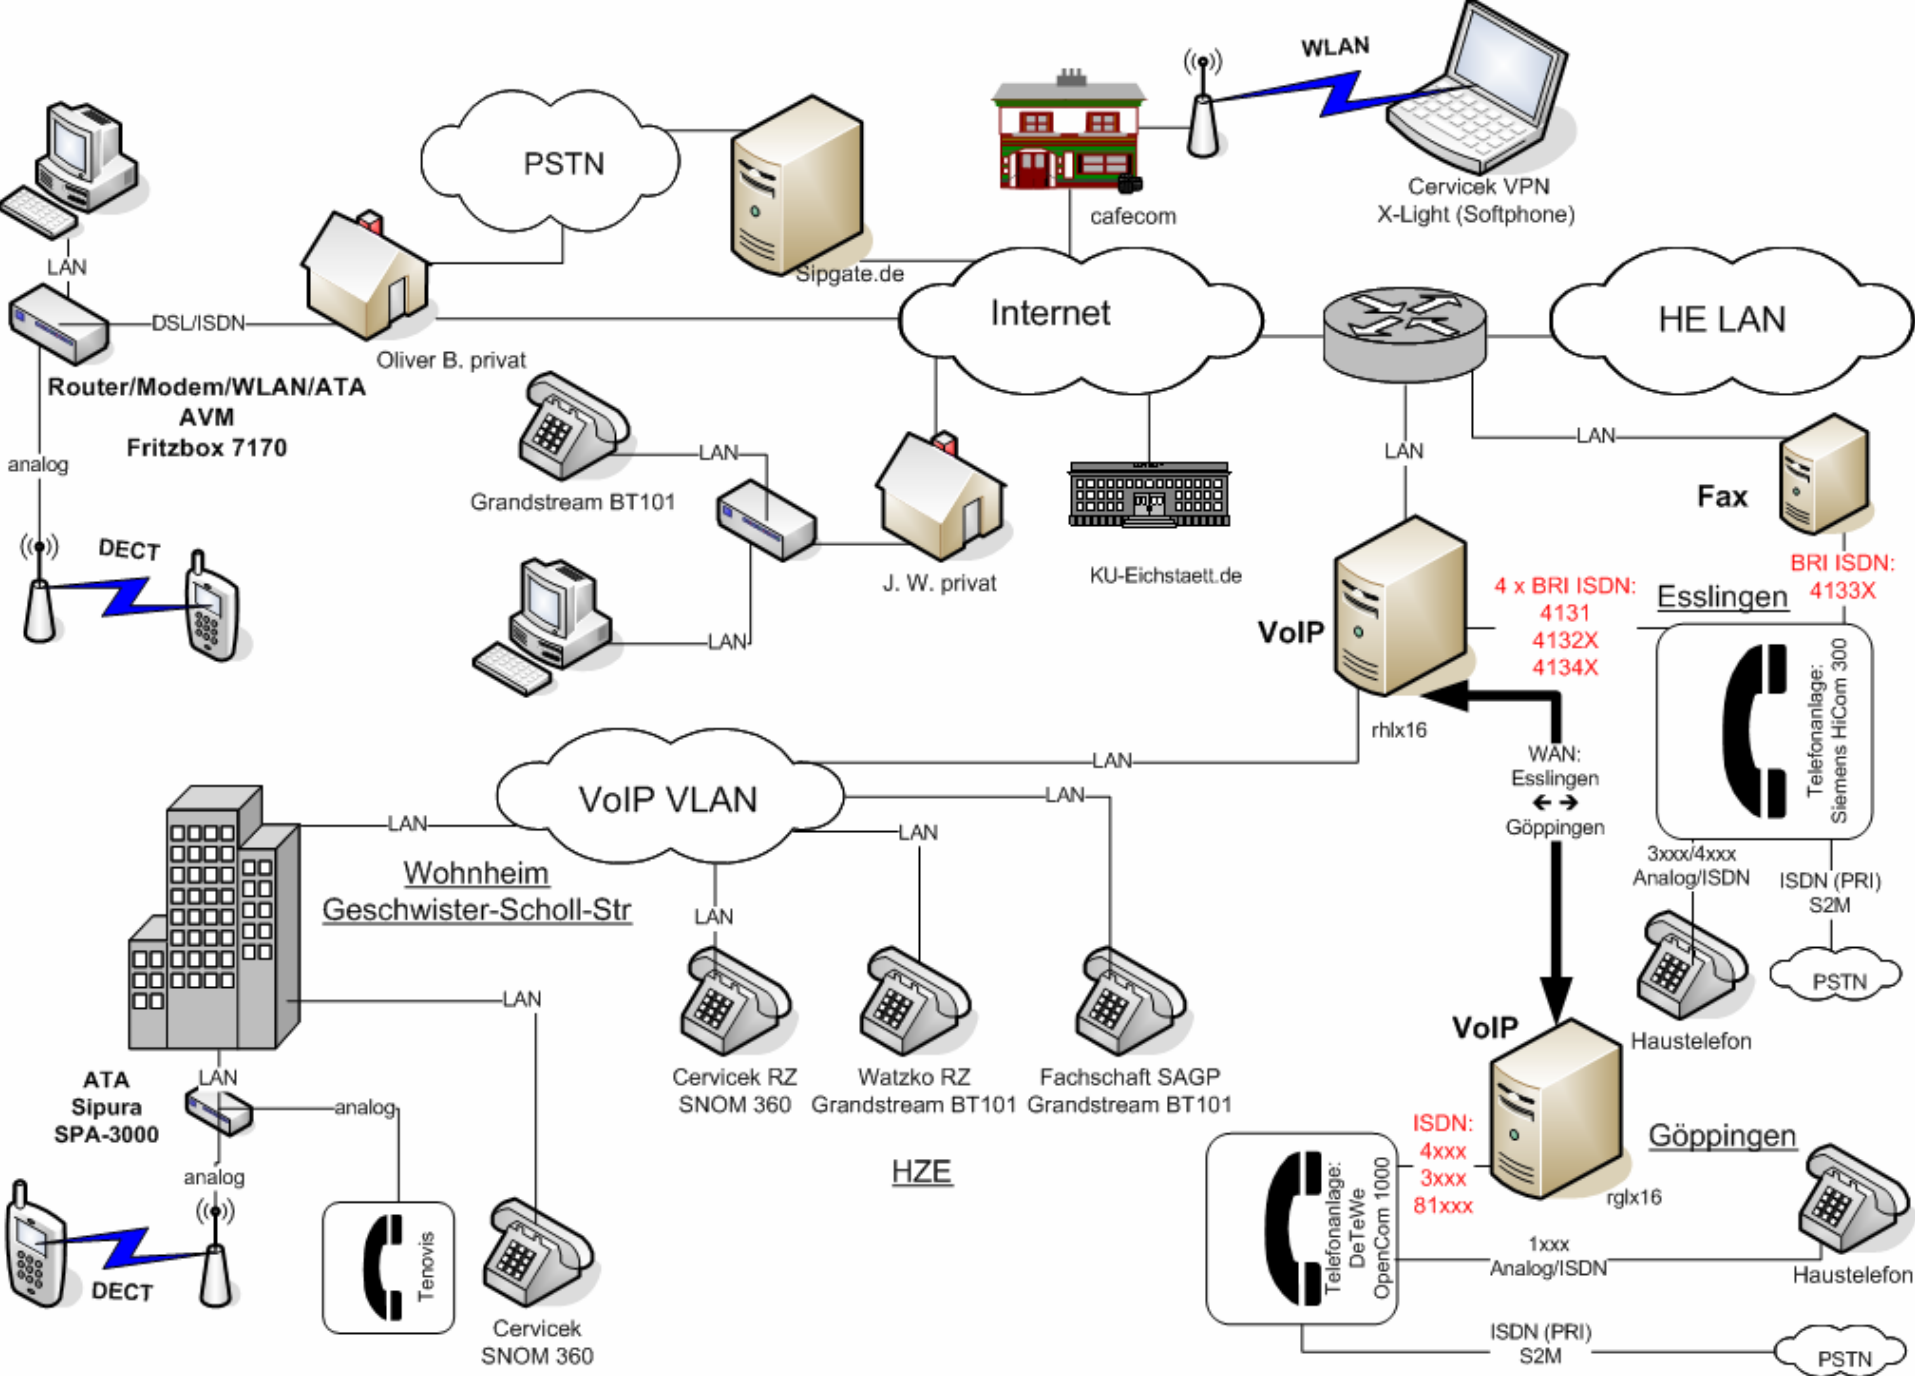 WLAN
PSTN
Cervicek VPN
X-Light (Softphone)
cafecom
LAN
Sipgate.de
Internet
HE LAN
DSL/ISDN
Oliver B. privat
Router/Modem/WLAN/ATA
AVM
Fritzbox 7170
analog
LAN
Grandstream BT101
LAN
LAN
Fax
DECT
J. W. privat
KU-Eichstaett.de
BRI ISDN:
4133X
4 x BRI ISDN:
4131
4132X
4134X
Esslingen
VoIP
LAN
Telefonanlage:
Siemens HiCom 300
rhlx16
WAN:
Esslingen
← →
Göppingen
LAN
VoIP VLAN
LAN
LAN
LAN
Wohnheim
Geschwister-Scholl-Str
LAN
3xxx/4xxx
Analog/ISDN
ISDN (PRI)
S2M
PSTN
LAN
VoIP
Haustelefon
Cervicek RZ
SNOM 360
Watzko RZ
Grandstream BT101
Fachschaft SAGP
Grandstream BT101
LAN
ATA
Sipura
SPA-3000
analog
analog
HZE
ISDN:
4xxx
3xxx
81xxx
Göppingen
rglx16
Telefonanlage:
DeTeWe
OpenCom 1000
1xxx
Analog/ISDN
Haustelefon
DECT
Tenovis
Cervicek
SNOM 360
ISDN (PRI)
S2M
PSTN